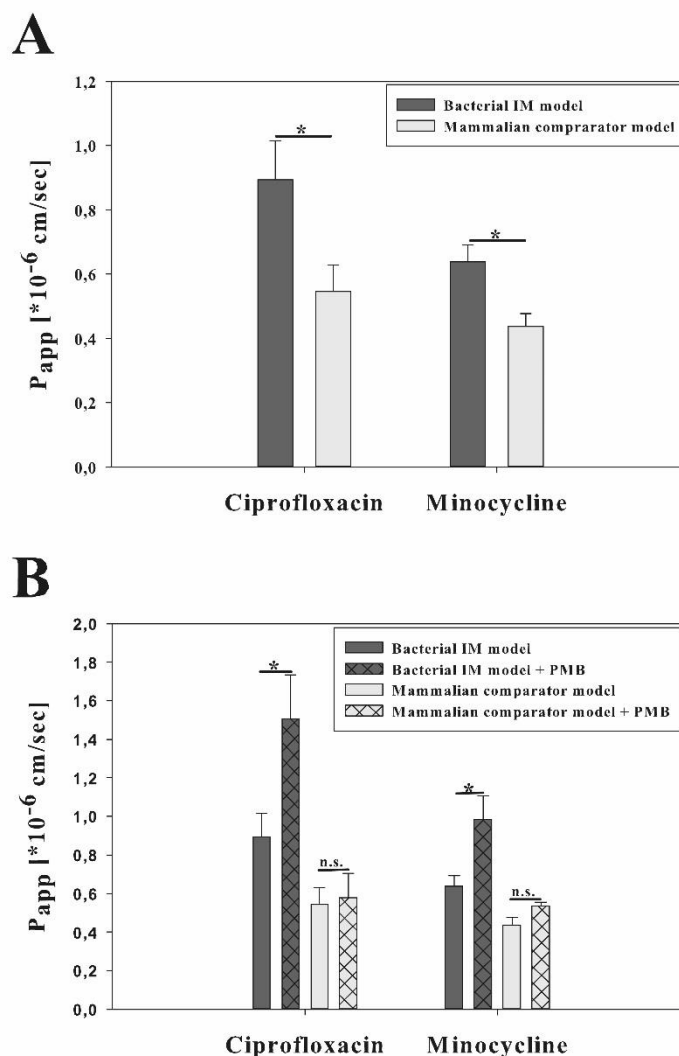 A
1,2
1,0
0,8
0,6
0,4
0,2
0,0
Papp [*10-6 cm/sec]
Bacterial IM model
Mammalian comprarator model
*
*
Ciprofloxacin Minocycline
B
2,0
1,8
1,6
1,4
1,2
1,0
0,8
0,6
0,4
0,2
0,0
Papp [*10-6 cm/sec]
Bacterial IM model
Bacterial IM model + PMB
Mammalian comparator model
Mammalian comparator model + PMB
*
n.s.
*
n.s.
Ciprofloxacin Minocycline